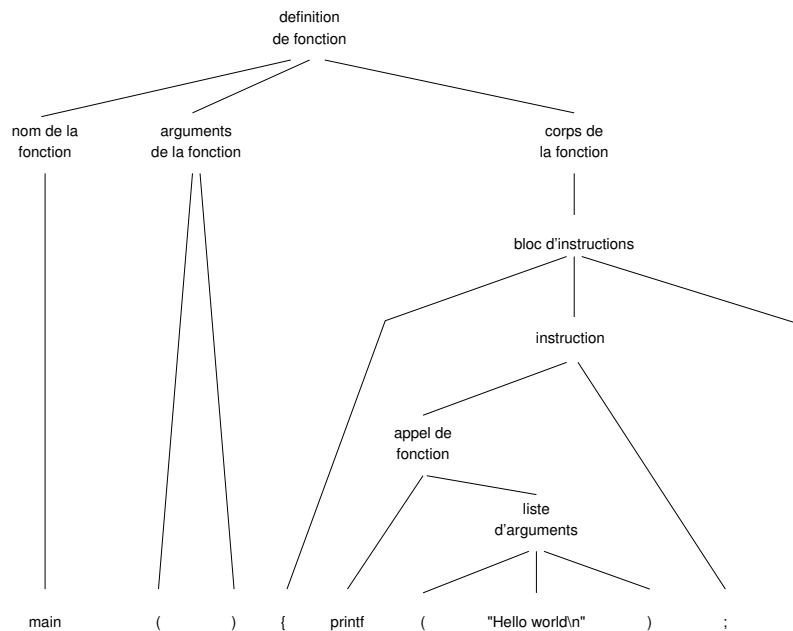 definition
de fonction
nom de la
fonction
arguments
de la fonction
corps de
la fonction
bloc d'instructions
instruction
appel de
fonction
liste
d'arguments
main ( ) { printf ( "Hello world\n" ) ;